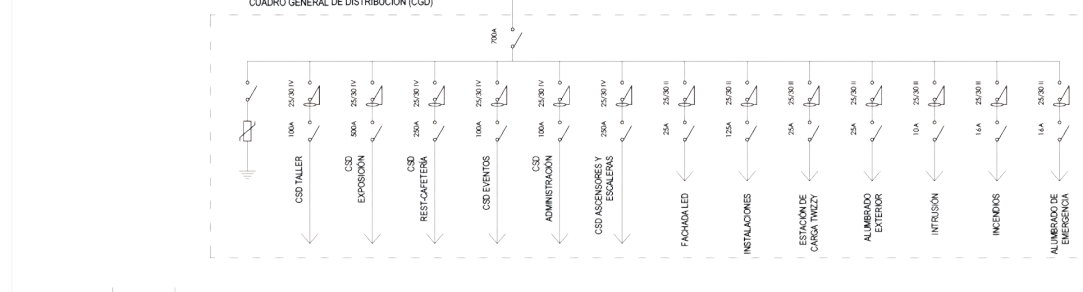 CUADRO GENERAL DE DISTRIBUCIÓN (CGD)
700A
25/30 IV
100A
CSD TALLER
25/30 IV
500A
CSD
EXPOSICIÓN
25/30 IV
250A
CSD
REST-CAFETERÍA
25/30 IV
100A
CSD EVENTOS
25/30 IV
100A
CSD
ADMINISTRACIÓN
25/30 IV
250A
CSD ASCENSORES Y
ESCALERAS
25/30 II
25A
FACHADA LED
25/30 II
125A
INSTALACIONES
25/30 III
25A
ESTACIÓN DE
CARGA TWIZZY
25/30 II
25A
ALUMBRADO
EXTERIOR
25/30 II
10A
INTRUSIÓN
25/30 II
16A
INCENDIOS
25/30 II
16A
ALUMBRADO DE
EMERGENCIA